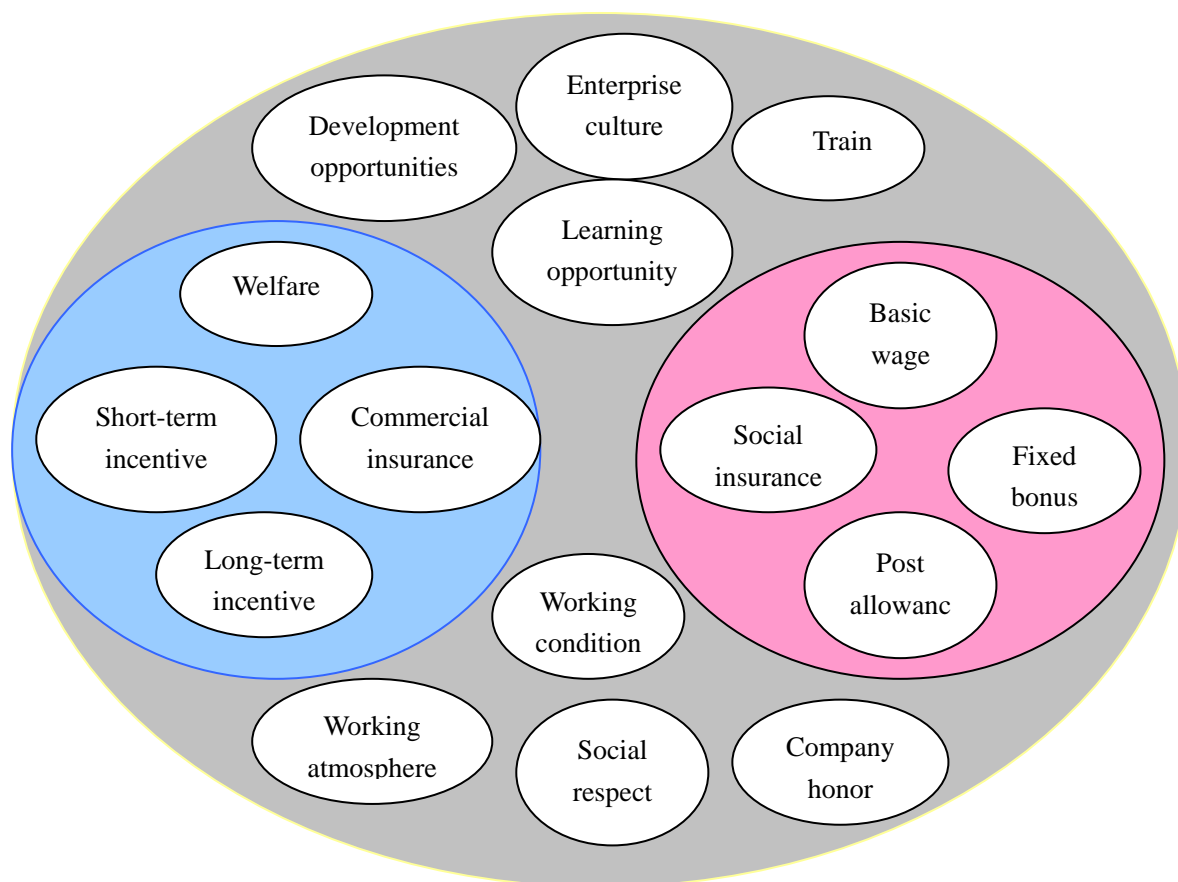 Enterprise
culture
Development
opportunities
Train
Learning
opportunity
Welfare
Short-term
incentive
Commercial
insurance
Long-term
incentive
Basic
wage
Social
insurance
Fixed
bonus
Post
allowanc
Working
condition
Working
atmosphere
Social
respect
Company
honor